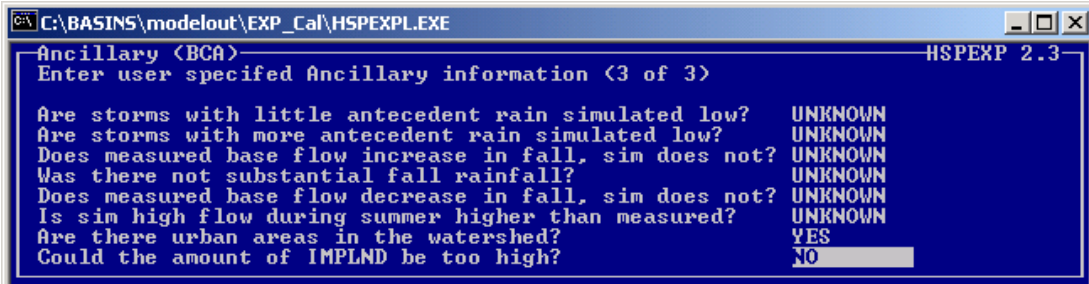 C:\BASINS\modelout\EXP_Cal\HSPEXPL.EXE
Ancillary (BCA) HSPEXP 2.3
Enter user specifed Ancillary information (3 of 3)
Are storms with little antecedent rain simulated low? UNKNOWN
Are storms with more antecedent rain simulated low? UNKNOWN
Does measured base flow increase in fall, sim does not? UNKNOWN
Was there not substantial fall rainfall? UNKNOWN
Does measured base flow decrease in fall, sim does not? UNKNOWN
Is sim high flow during summer higher than measured? UNKNOWN
Are there urban areas in the watershed? YES
Could the amount of IMPLND be too high? NO